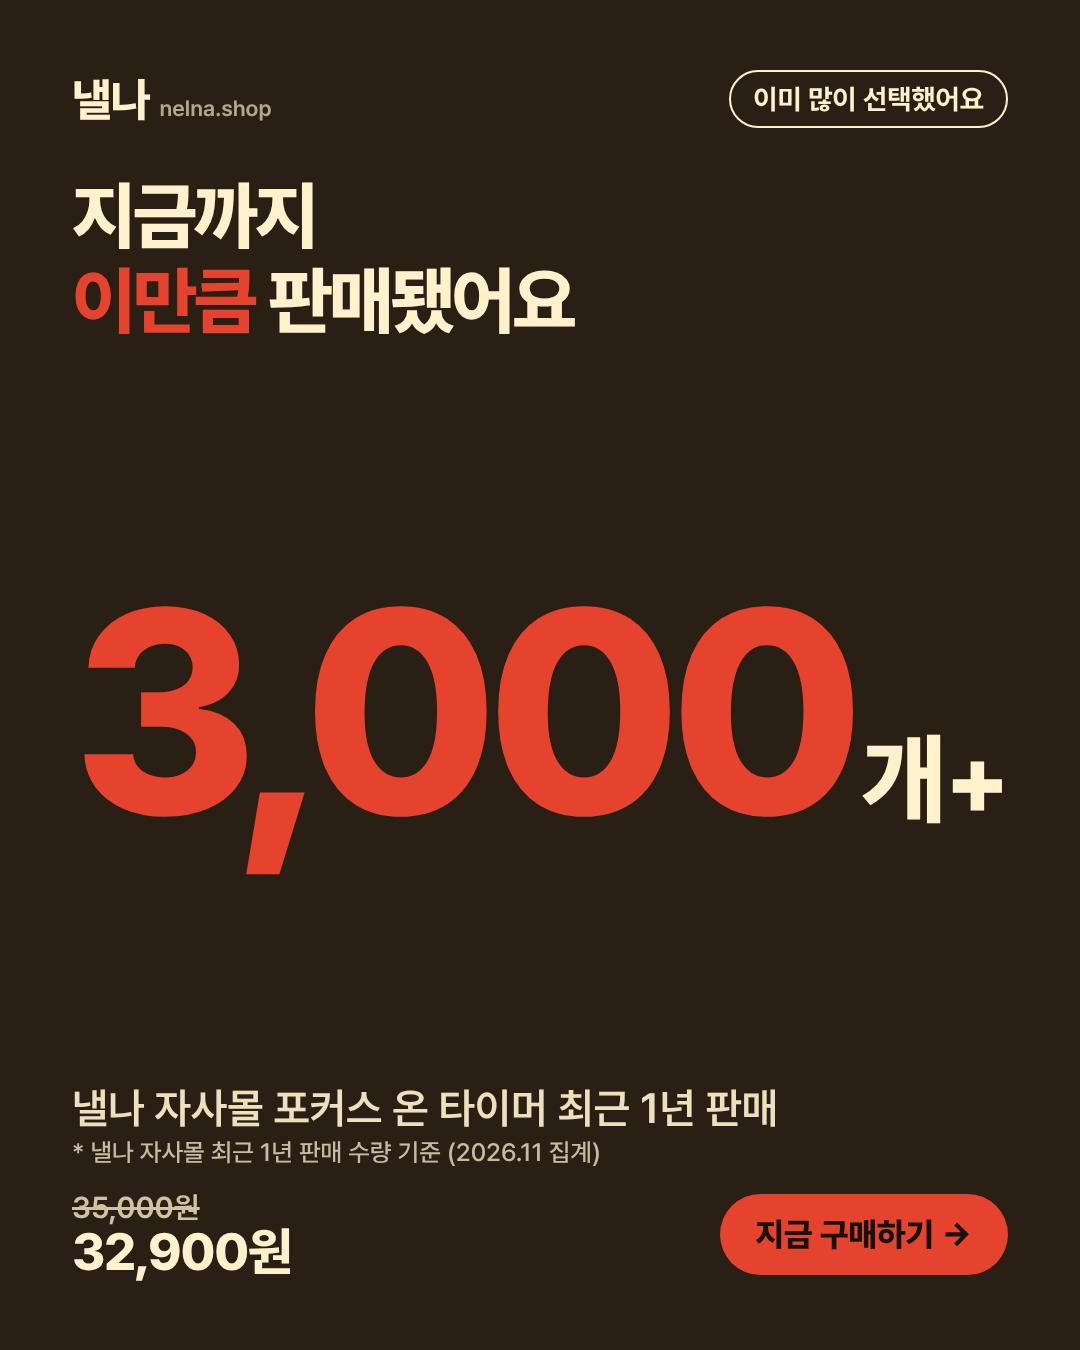 낼나 nelna.shop
이미 많이 선택했어요
지금까지
이만큼 판매됐어요
3,000개+
낼나 자사몰 포커스 온 타이머 최근 1년 판매
* 낼나 자사몰 최근 1년 판매 수량 기준 (2026.11 집계)
35,000원
32,900원
지금 구매하기 →